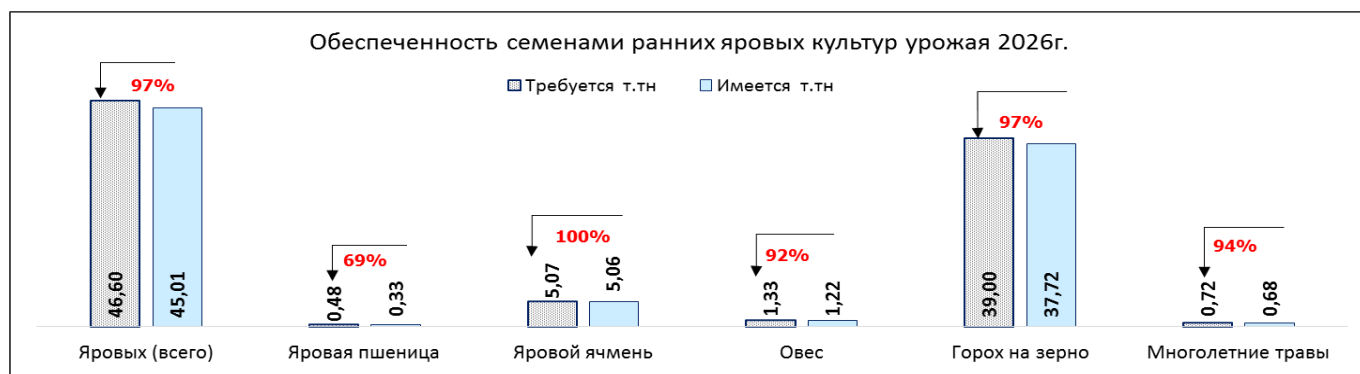 Обеспеченность семенами ранних яровых культур урожая 2026г.
Требуется т.тн Имеется т.тн
97% 69% 100% 92% 97% 94%
46,60 45,01 0,48 0,33 5,07 5,06 1,33 1,22 39,00 37,72 0,72 0,68
Яровых (всего) Яровая пшеница Яровой ячмень Овес Горох на зерно Многолетние травы